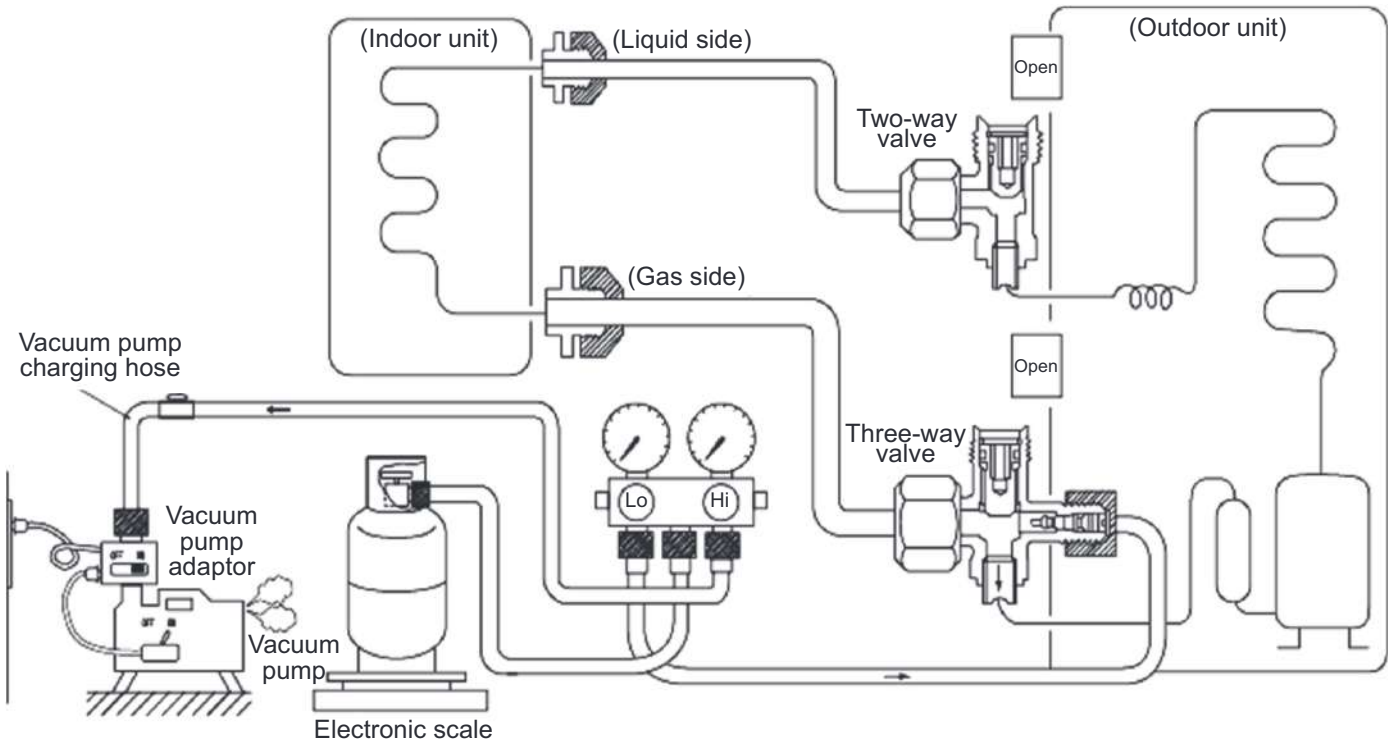 (Indoor unit)
(Liquid side)
Open
(Outdoor unit)
Two-way
valve
(Gas side)
Open
Vacuum pump
charging hose
Three-way
valve
Lo
Hi
Vacuum
pump
adaptor
Vacuum
pump
Electronic scale